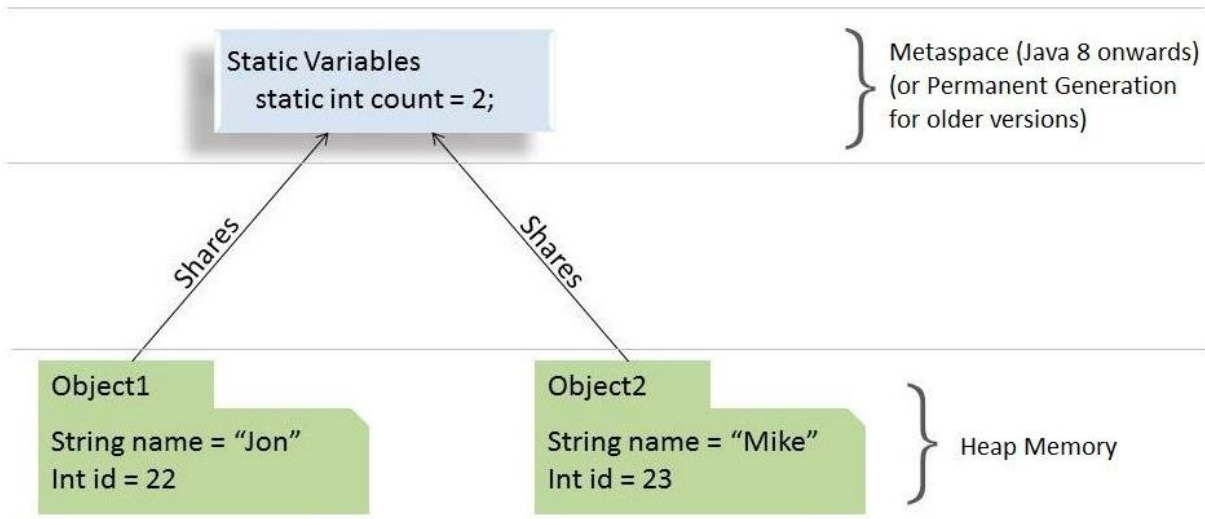 Static Variables
static int count = 2;
Metaspace (Java 8 onwards)
(or Permanent Generation
for older versions)
Shares
Shares
Object1
String name = “Jon”
Int id = 22
Object2
String name = “Mike”
Int id = 23
Heap Memory